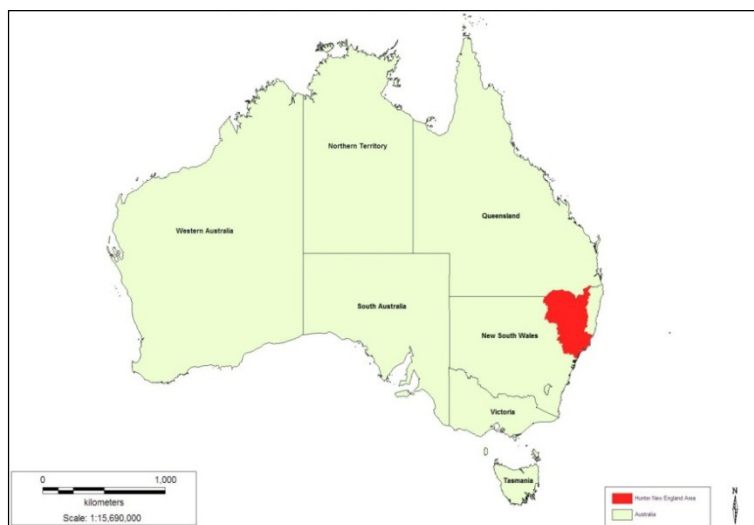 Northern Territory
Queensland
Western Australia
South Australia
New South Wales
Victoria
Tasmania
0 1,000
kilometers
Scale: 1:15,690,000
Hunter New England Area
Australia
N